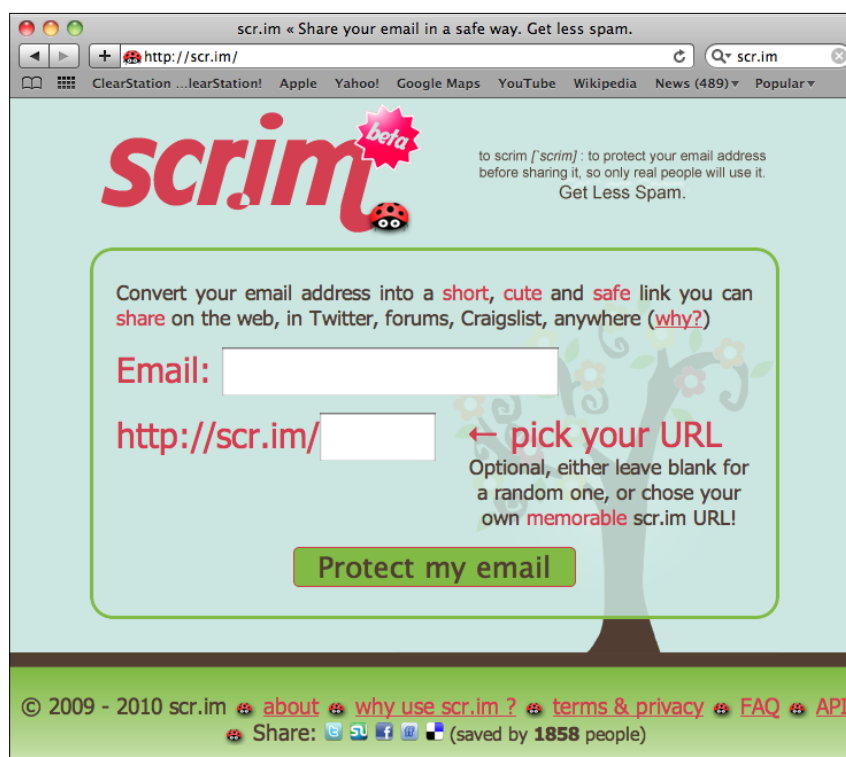 scr.im « Share your email in a safe way. Get less spam.
http://scr.im/
scr.im
ClearStation ...learStation! Apple Yahoo! Google Maps YouTube Wikipedia News (489) Popular
scr.im
beta
to scrim ['scrim] : to protect your email address
before sharing it, so only real people will use it.
Get Less Spam.
Convert your email address into a short, cute and safe link you can
share on the web, in Twitter, forums, Craigslist, anywhere (why?)
Email:
http://scr.im/
← pick your URL
Optional, either leave blank for
a random one, or chose your
own memorable scr.im URL!
Protect my email
© 2009 - 2010 scr.im about why use scr.im ? terms & privacy FAQ API
Share: (saved by 1858 people)